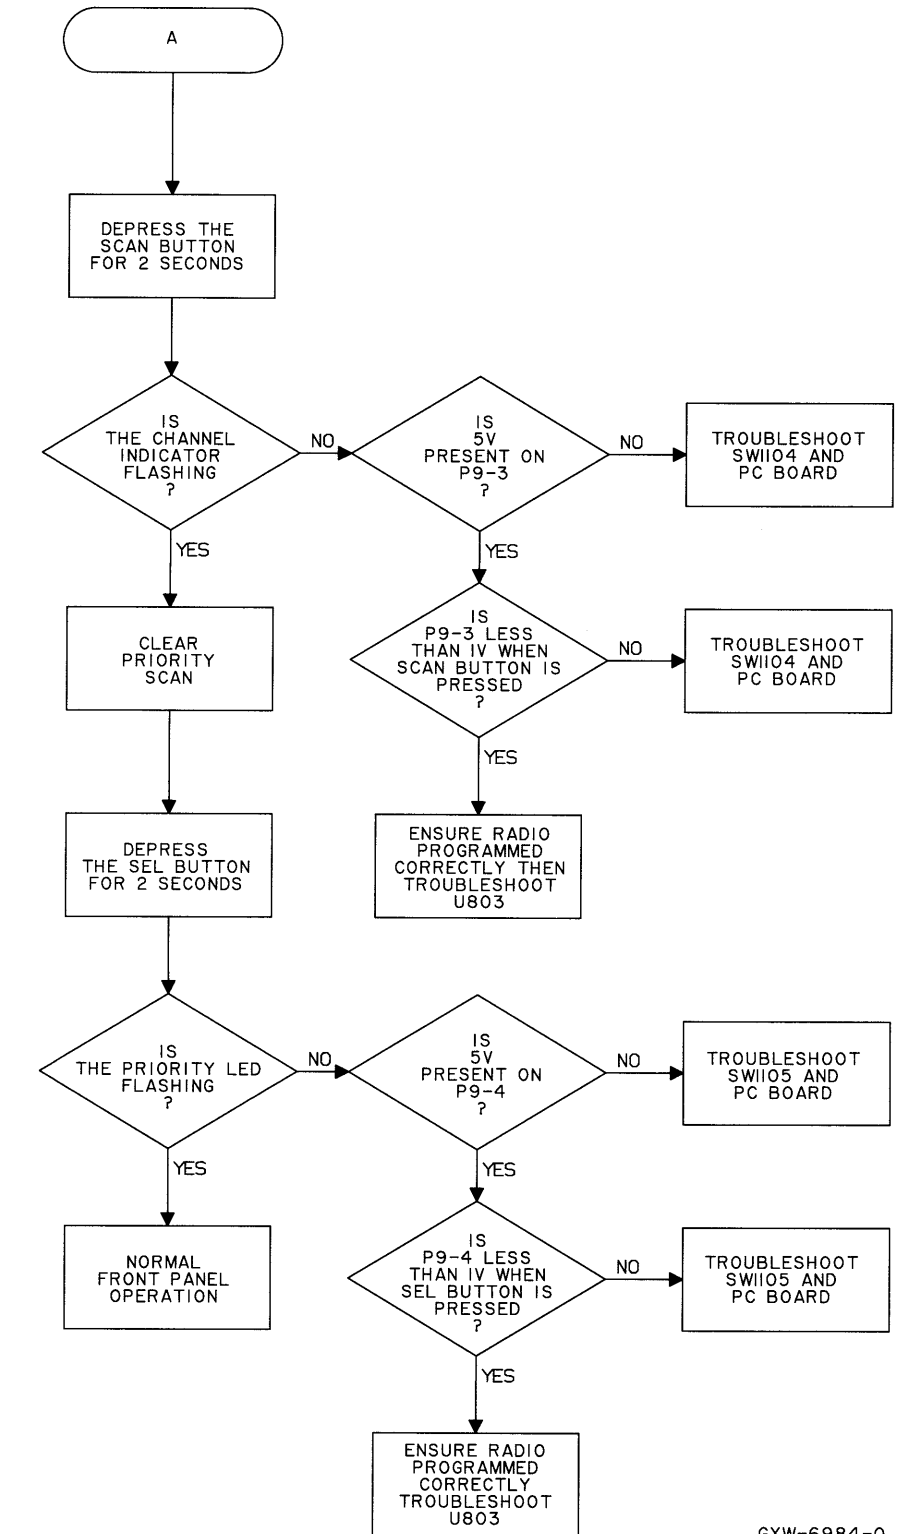 A
DEPRESS THE
SCAN BUTTON
FOR 2 SECONDS
IS
THE CHANNEL
INDICATOR
FLASHING
?
NO
IS
5V
PRESENT ON
P9-3
?
NO
TROUBLESHOOT
SW1104 AND
PC BOARD
YES
YES
CLEAR
PRIORITY
SCAN
IS
P9-3 LESS
THAN 1V WHEN
SCAN BUTTON IS
PRESSED
?
NO
TROUBLESHOOT
SW1104 AND
PC BOARD
YES
DEPRESS
THE SEL BUTTON
FOR 2 SECONDS
ENSURE RADIO
PROGRAMMED
CORRECTLY THEN
TROUBLESHOOT
U803
IS
THE PRIORITY LED
FLASHING
?
NO
IS
5V
PRESENT ON
P9-4
?
NO
TROUBLESHOOT
SW1105 AND
PC BOARD
YES
YES
NORMAL
FRONT PANEL
OPERATION
IS
P9-4 LESS
THAN 1V WHEN
SEL BUTTON IS
PRESSED
?
NO
TROUBLESHOOT
SW1105 AND
PC BOARD
YES
ENSURE RADIO
PROGRAMMED
CORRECTLY
TROUBLESHOOT
U803
GXW-6984-0